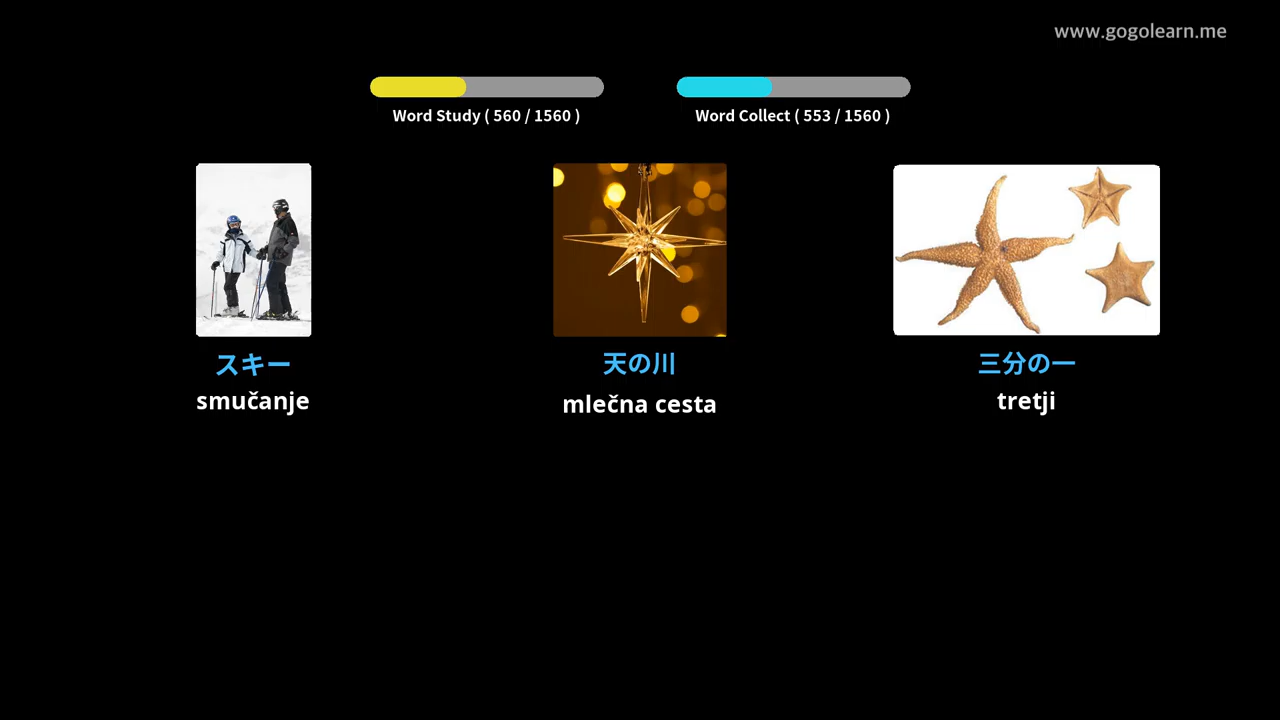 www.gogolearn.me
Word Study ( 560 / 1560 )
Word Collect ( 553 / 1560 )
スキー
smučanje
天の川
mlečna cesta
三分の一
tretji